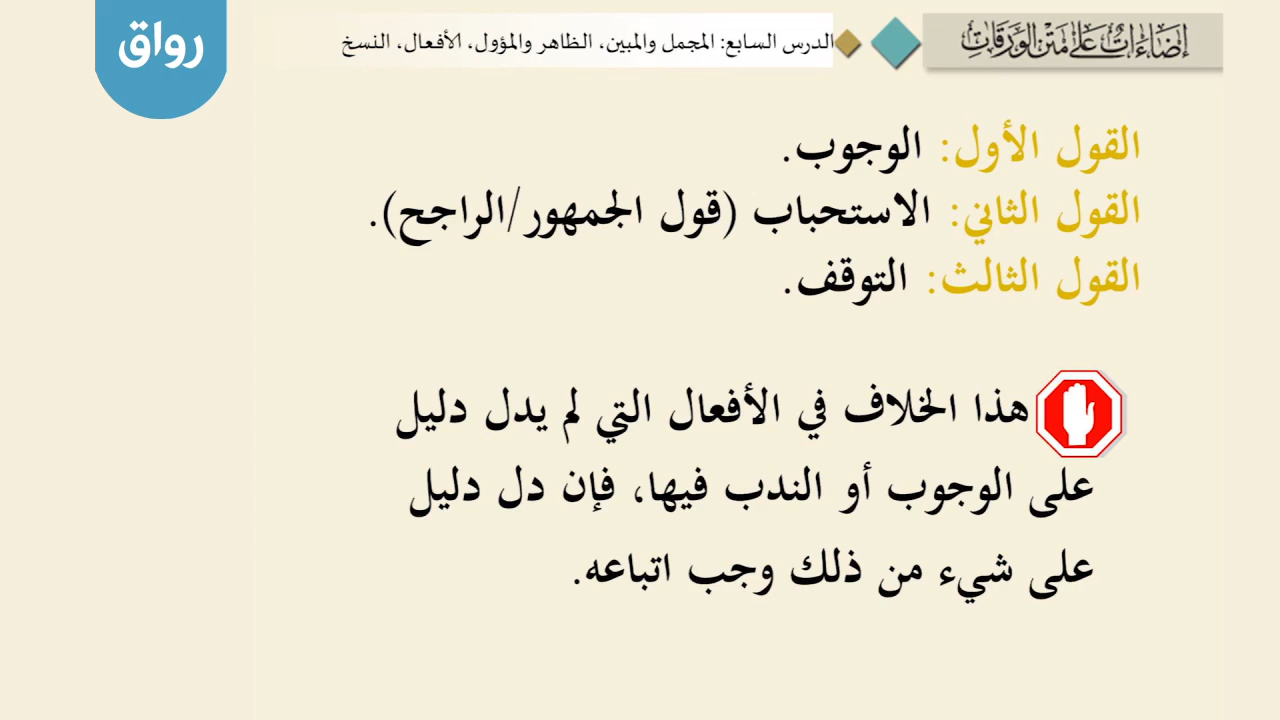 رواق
إضاءات على متن الورقات
الدرس السابع: المجمل والمبين، الظاهر والمؤول، الأفعال، النسخ
القول الأول: الوجوب.
القول الثاني: الاستحباب (قول الجمهور/الراجح).
القول الثالث: التوقف.
هذا الخلاف في الأفعال التي لم يدل دليل
على الوجوب أو الندب فيها، فإن دل دليل
على شيء من ذلك وجب اتباعه.